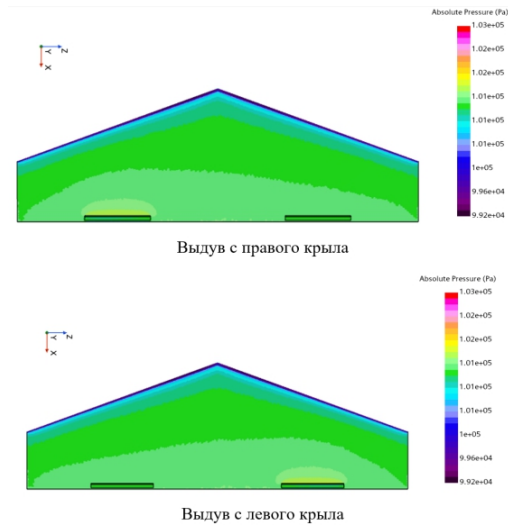 Absolute Pressure (Pa)
1.03e+05
1.02e+05
1.02e+05
1.01e+05
1.01e+05
1.01e+05
1e+05
9.96e+04
9.92e+04
Z
Y
X
Выдув с правого крыла
Absolute Pressure (Pa)
1.03e+05
1.02e+05
1.02e+05
1.01e+05
1.01e+05
1.01e+05
1e+05
9.96e+04
9.92e+04
Z
Y
X
Выдув с левого крыла